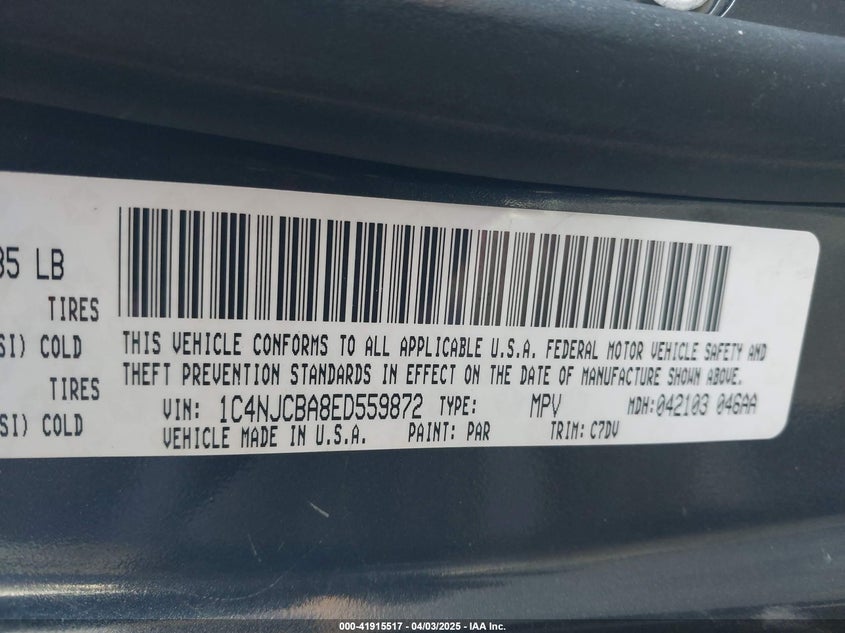 85 LB
TIRES
SI) COLD
TIRES
SI) COLD
THIS VEHICLE CONFORMS TO ALL APPLICABLE U.S.A. FEDERAL MOTOR VEHICLE SAFETY AND
THEFT PREVENTION STANDARDS IN EFFECT ON THE DATE OF MANUFACTURE SHOWN ABOVE.
VIN: 1C4NJCBA8ED559872 TYPE: MPV MDH:042103 046AA
VEHICLE MADE IN U.S.A. PAINT: PAR TRIM: C7DV
000-41915517 - 04/03/2025 - IAA Inc.